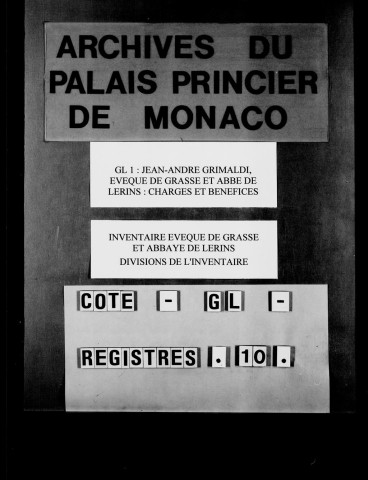 ARCHIVES DU
PALAIS PRINCIER
DE MONACO
GL 1 : JEAN-ANDRE GRIMALDI,
EVEQUE DE GRASSE ET ABBE DE
LERINS : CHARGES ET BENEFICES
INVENTAIRE EVEQUE DE GRASSE
ET ABBAYE DE LERINS
DIVISIONS DE L'INVENTAIRE
COTE - GL -
REGISTRES . 10 .